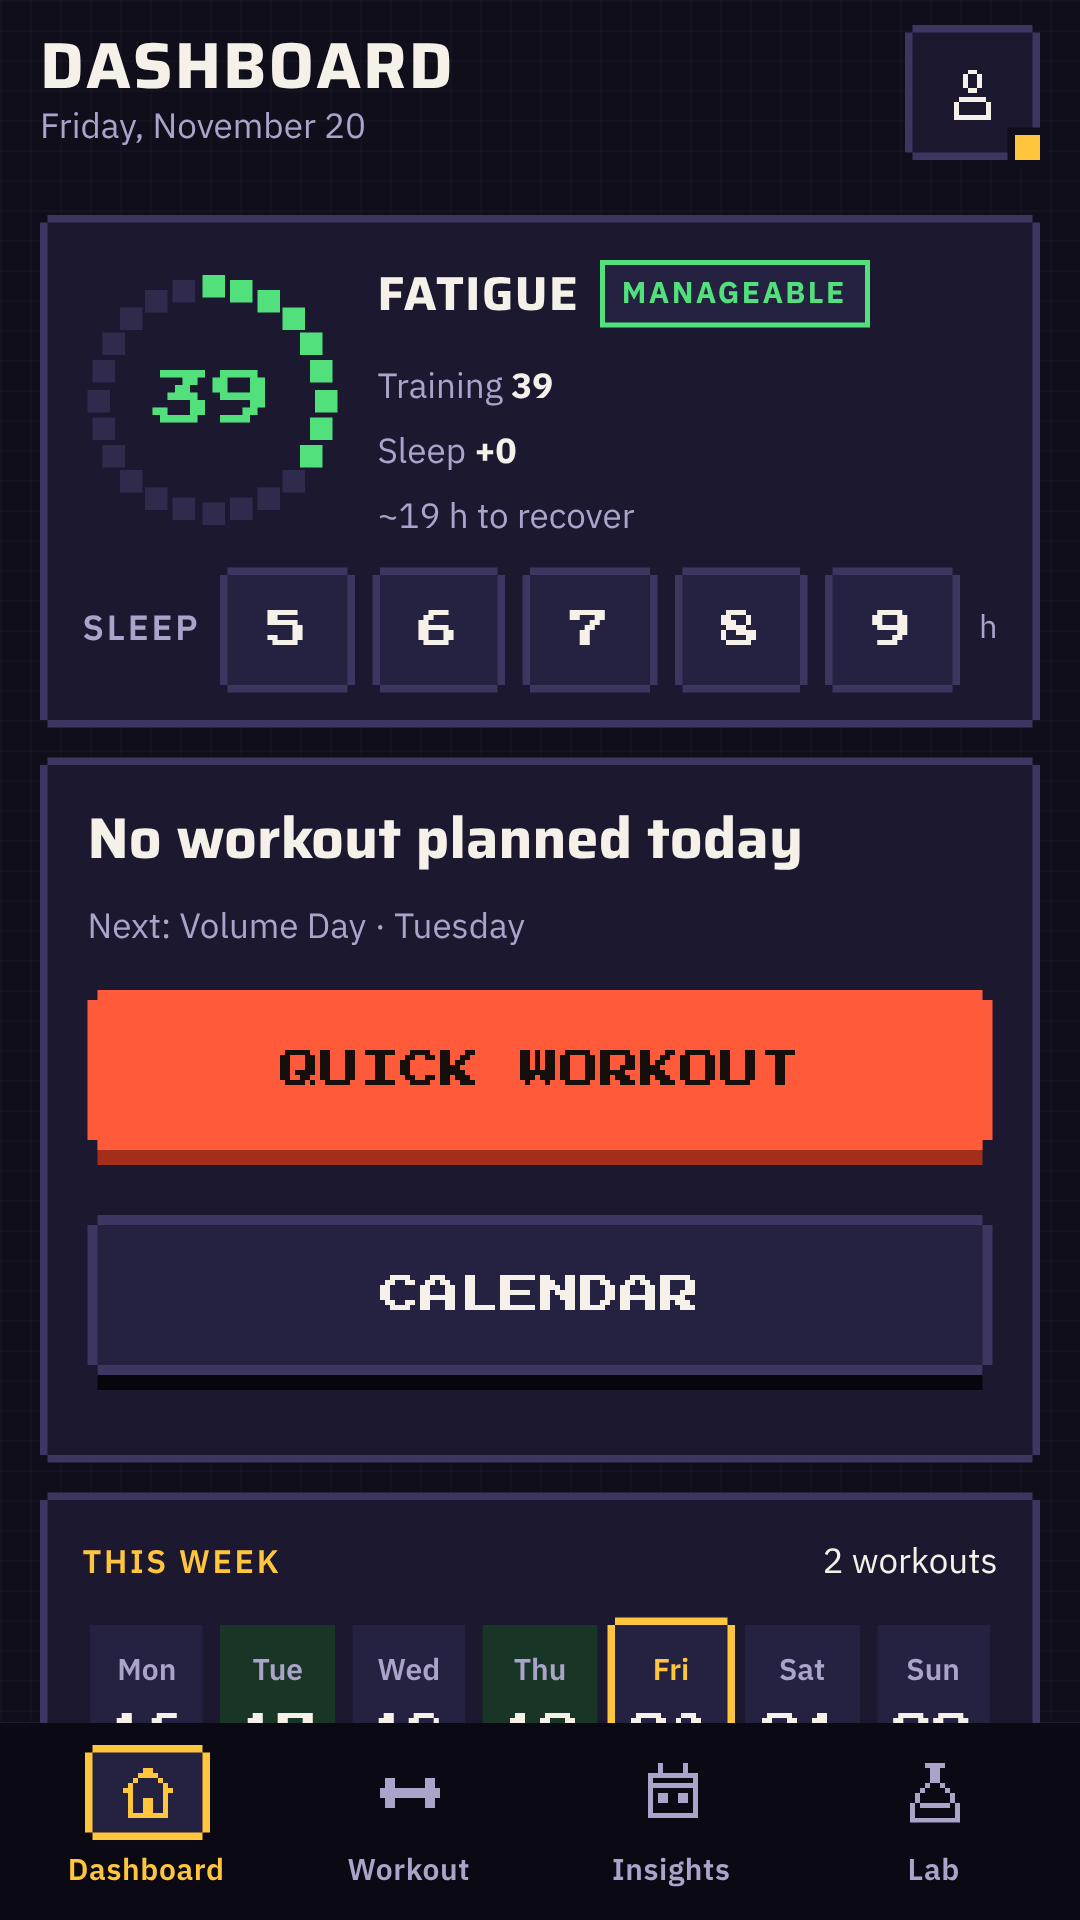 DASHBOARD
Friday, November 20
FATIGUE MANAGEABLE
39
Training 39
Sleep +0
~19 h to recover
SLEEP 5 6 7 8 9 h
No workout planned today
Next: Volume Day · Tuesday
QUICK WORKOUT
CALENDAR
THIS WEEK 2 workouts
Mon Tue Wed Thu Fri Sat Sun
Dashboard Workout Insights Lab